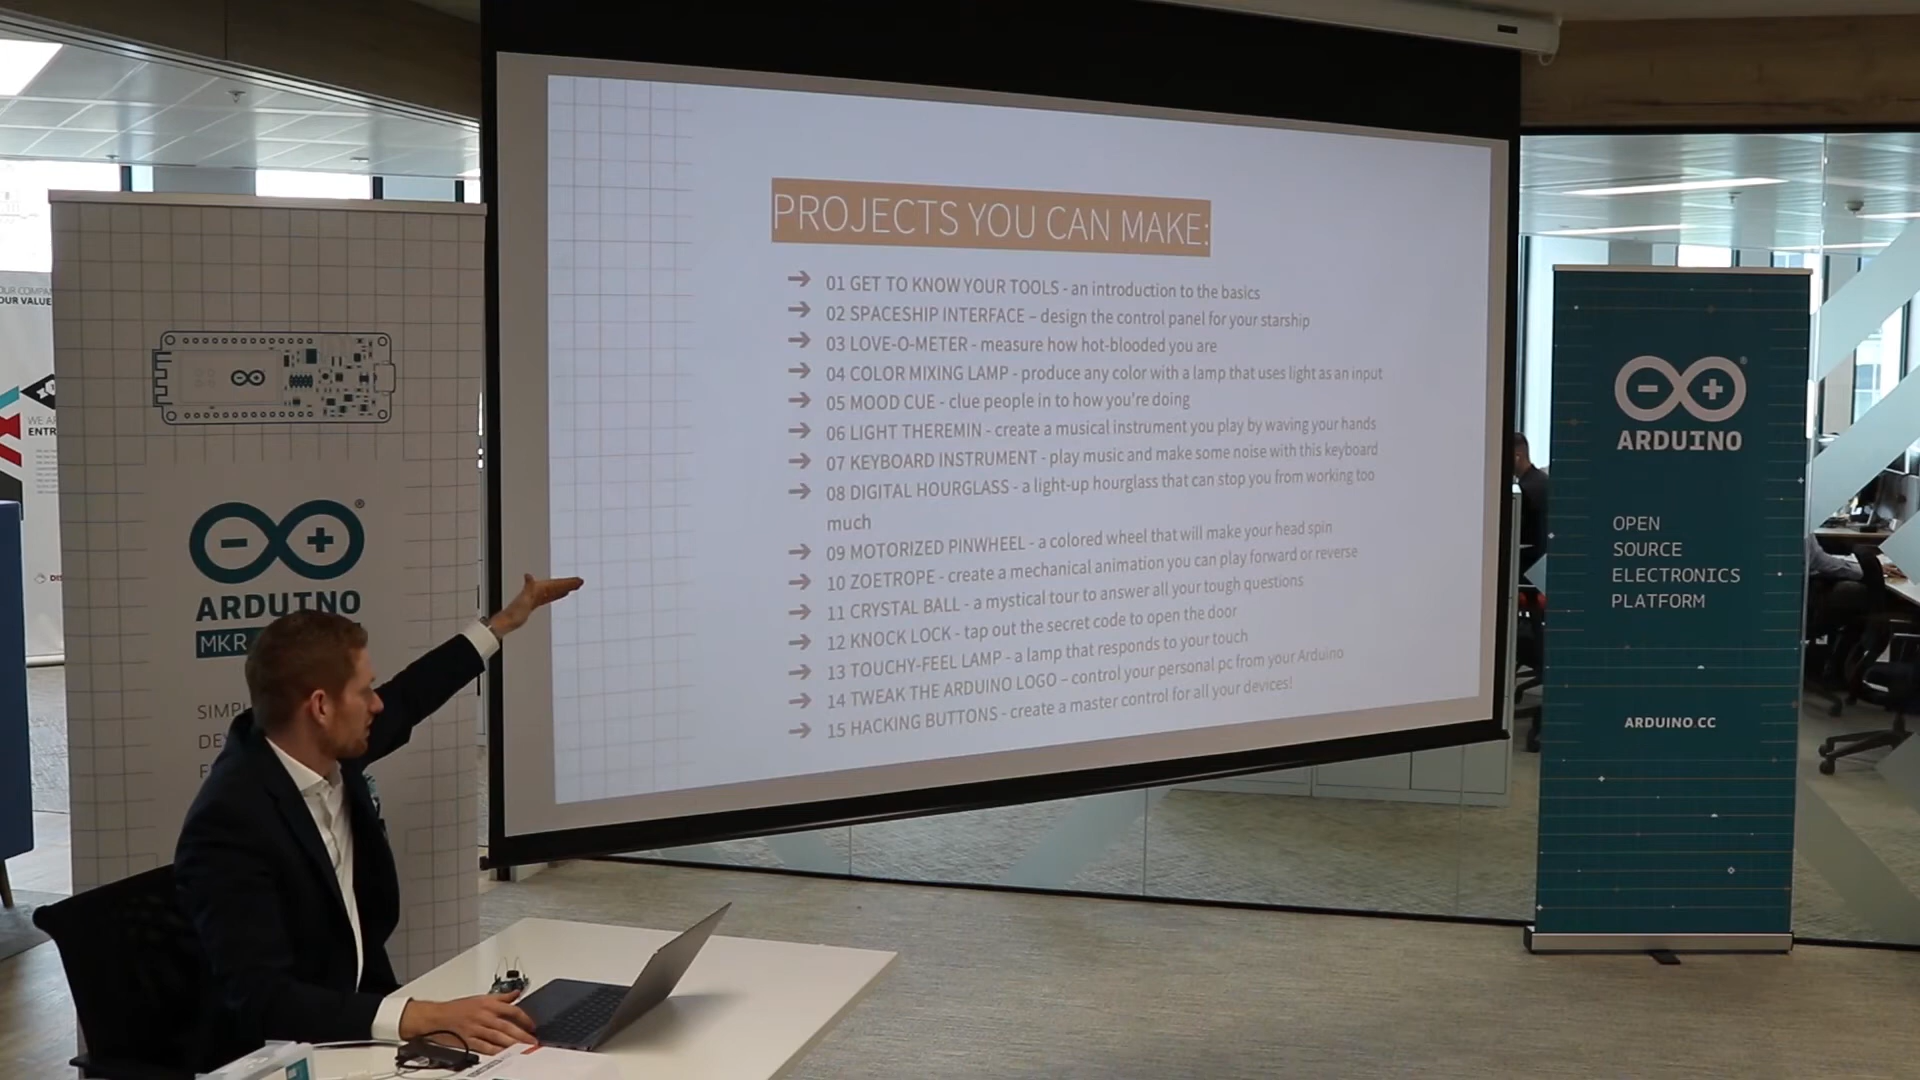 PROJECTS YOU CAN MAKE:
01 GET TO KNOW YOUR TOOLS - an introduction to the basics
02 SPACESHIP INTERFACE – design the control panel for your starship
03 LOVE-O-METER - measure how hot-blooded you are
04 COLOR MIXING LAMP - produce any color with a lamp that uses light as an input
05 MOOD CUE - clue people in to how you're doing
06 LIGHT THEREMIN - create a musical instrument you play by waving your hands
07 KEYBOARD INSTRUMENT - play music and make some noise with this keyboard
08 DIGITAL HOURGLASS - a light-up hourglass that can stop you from working too
much
09 MOTORIZED PINWHEEL - a colored wheel that will make your head spin
10 ZOETROPE - create a mechanical animation you can play forward or reverse
11 CRYSTAL BALL - a mystical tour to answer all your tough questions
12 KNOCK LOCK - tap out the secret code to open the door
13 TOUCHY-FEEL LAMP - a lamp that responds to your touch
14 TWEAK THE ARDUINO LOGO – control your personal pc from your Arduino
15 HACKING BUTTONS - create a master control for all your devices!
ARDUINO
MKR
ARDUINO
OPEN
SOURCE
ELECTRONICS
PLATFORM
ARDUINO.CC
OUR VALUE
WE A
ENTR